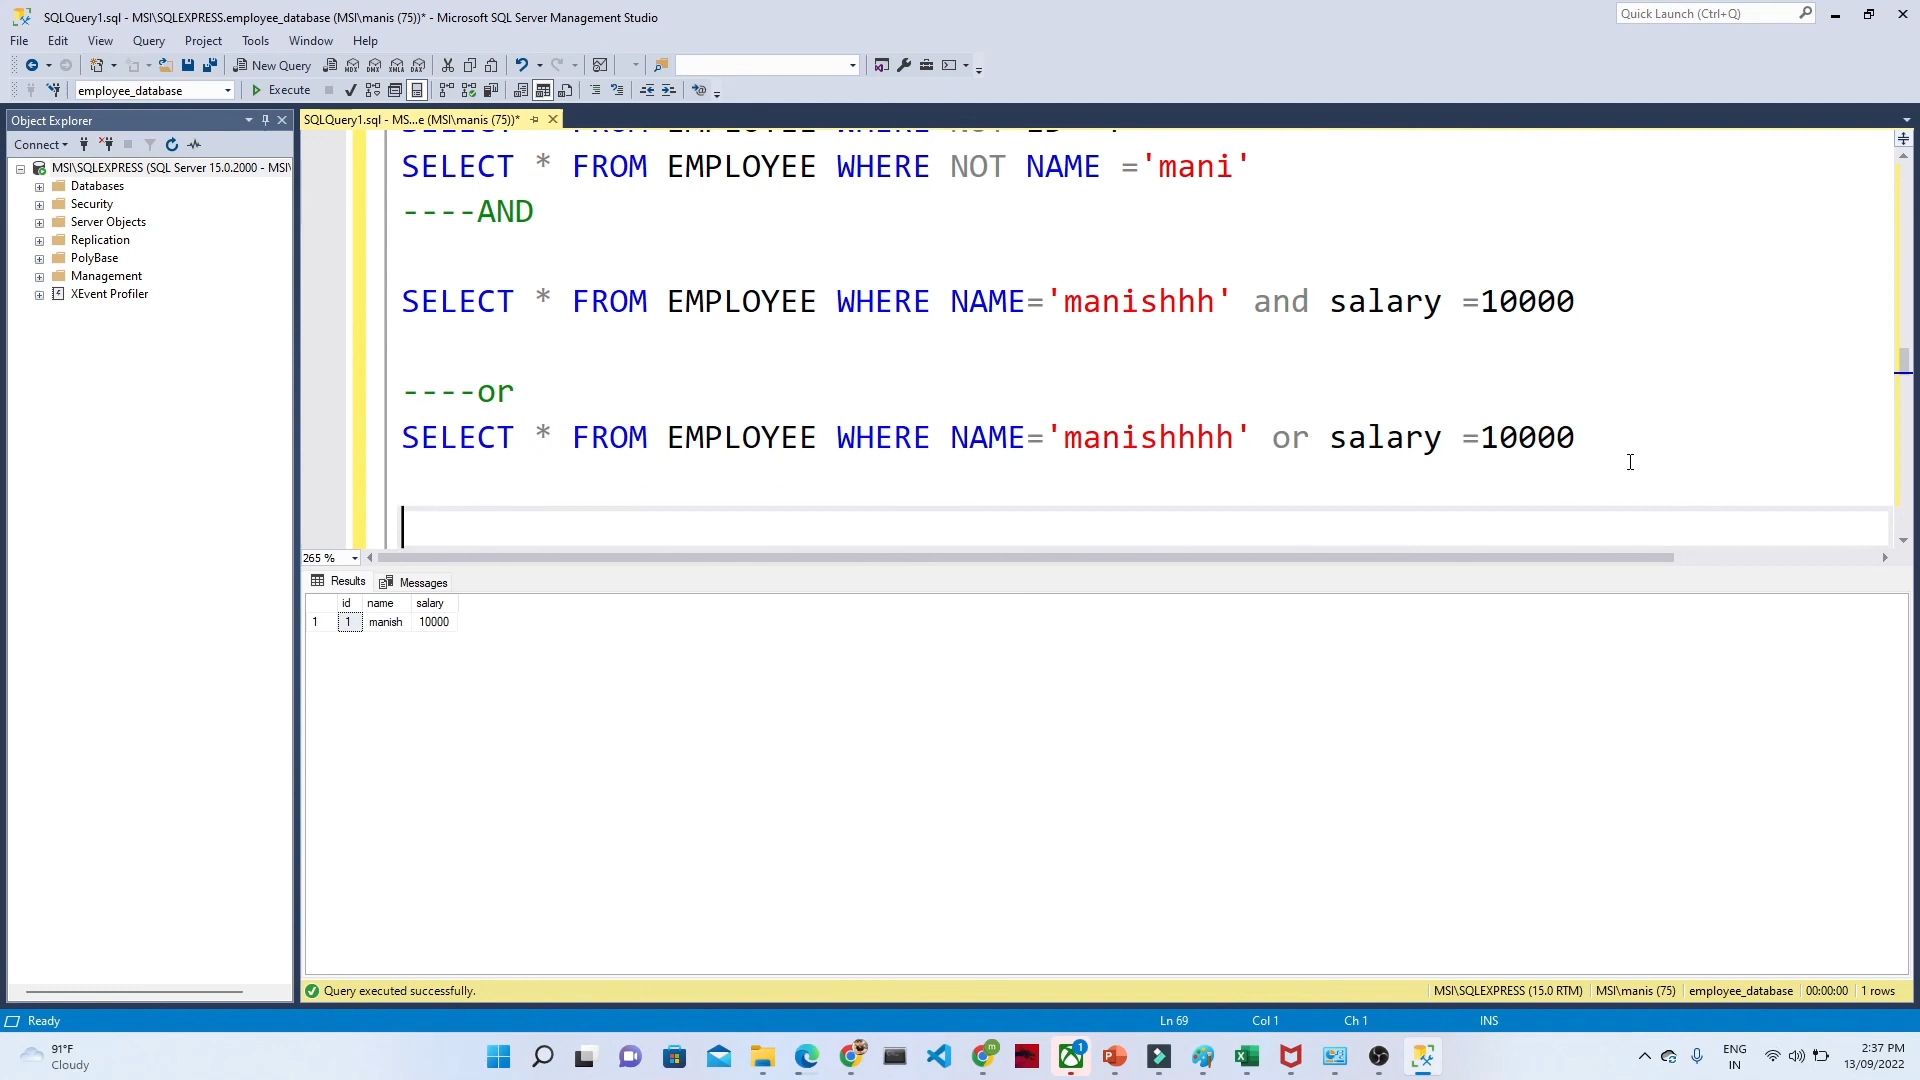 SQLQuery1.sql - MSI\SQLEXPRESS.employee_database (MSI\manis (75))* - Microsoft SQL Server Management Studio
Quick Launch (Ctrl+Q)
File Edit View Query Project Tools Window Help
New Query
MDX DMX XMLA DAX
employee_database
Execute
Object Explorer
SQLQuery1.sql - MS...e (MSI\manis (75))*
Connect
MSI\SQLEXPRESS (SQL Server 15.0.2000 - MSI\
Databases
Security
Server Objects
Replication
PolyBase
Management
XEvent Profiler
SELECT * FROM EMPLOYEE WHERE NOT NAME ='mani'
----AND
SELECT * FROM EMPLOYEE WHERE NAME='manishhh' and salary =10000
----or
SELECT * FROM EMPLOYEE WHERE NAME='manishhhh' or salary =10000
265 %
Results Messages
id name salary
1 1 manish 10000
Query executed successfully.
MSI\SQLEXPRESS (15.0 RTM) MSI\manis (75) employee_database 00:00:00 1 rows
Ready
Ln 69 Col 1 Ch 1 INS
91°F
Cloudy
ENG
IN
2:37 PM
13/09/2022